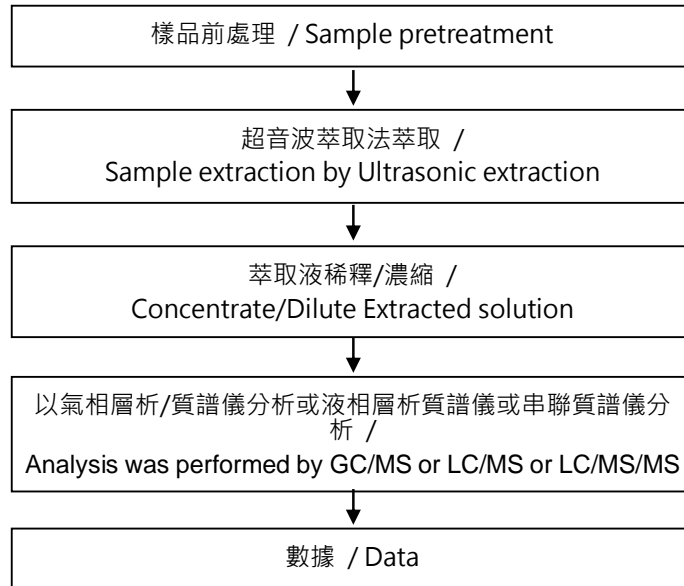 樣品前處理 / Sample pretreatment
超音波萃取法萃取 /
Sample extraction by Ultrasonic extraction
萃取液稀釋/濃縮 /
Concentrate/Dilute Extracted solution
以氣相層析/質譜儀分析或液相層析質譜儀或串聯質譜儀分
析 /
Analysis was performed by GC/MS or LC/MS or LC/MS/MS
數據 / Data